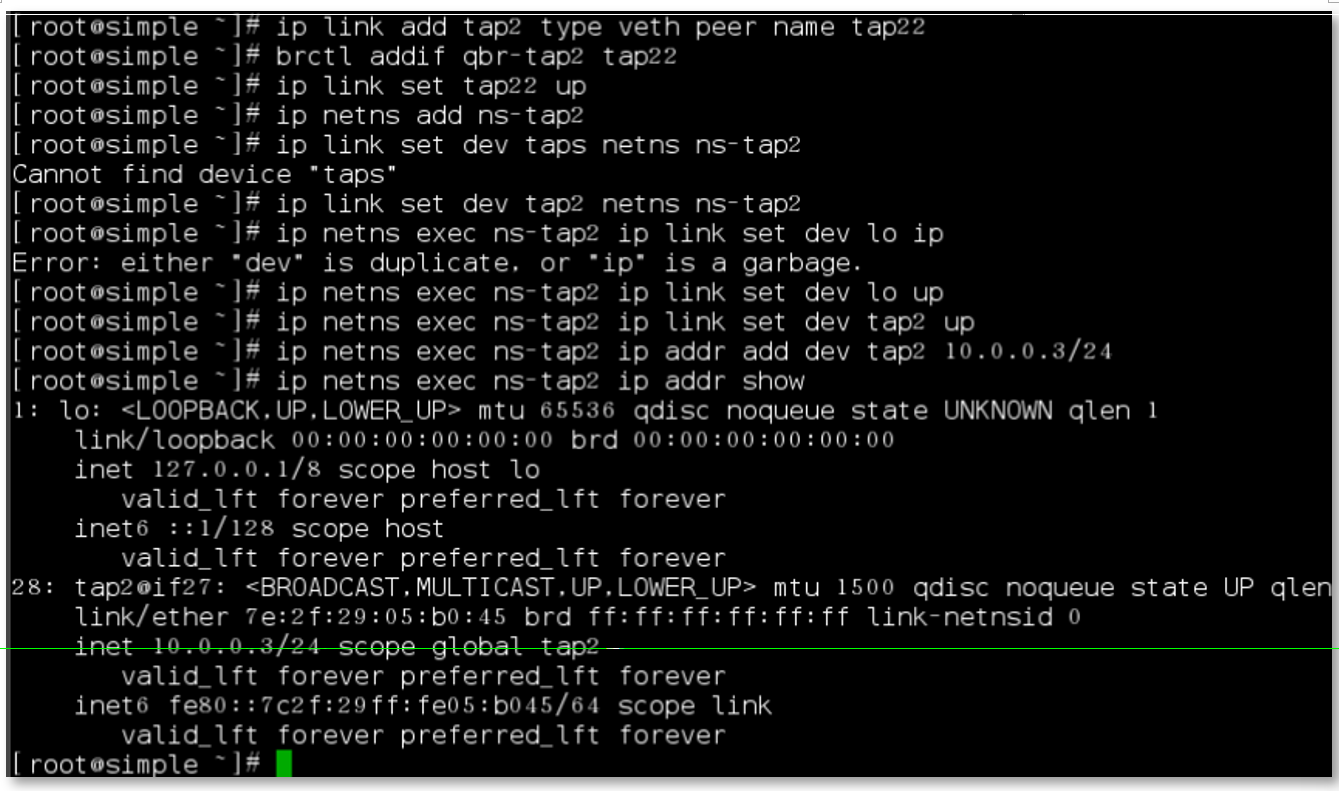 [root@simple ~]# ip link add tap2 type veth peer name tap22
[root@simple ~]# brctl addif qbr-tap2 tap22
[root@simple ~]# ip link set tap22 up
[root@simple ~]# ip netns add ns-tap2
[root@simple ~]# ip link set dev taps netns ns-tap2
Cannot find device "taps"
[root@simple ~]# ip link set dev tap2 netns ns-tap2
[root@simple ~]# ip netns exec ns-tap2 ip link set dev lo ip
Error: either "dev" is duplicate, or "ip" is a garbage.
[root@simple ~]# ip netns exec ns-tap2 ip link set dev lo up
[root@simple ~]# ip netns exec ns-tap2 ip link set dev tap2 up
[root@simple ~]# ip netns exec ns-tap2 ip addr add dev tap2 10.0.0.3/24
[root@simple ~]# ip netns exec ns-tap2 ip addr show
1: lo: <LOOPBACK,UP,LOWER_UP> mtu 65536 qdisc noqueue state UNKNOWN qlen 1
    link/loopback 00:00:00:00:00:00 brd 00:00:00:00:00:00
    inet 127.0.0.1/8 scope host lo
       valid_lft forever preferred_lft forever
    inet6 ::1/128 scope host
       valid_lft forever preferred_lft forever
28: tap2@if27: <BROADCAST,MULTICAST,UP,LOWER_UP> mtu 1500 qdisc noqueue state UP qlen
    link/ether 7e:2f:29:05:b0:45 brd ff:ff:ff:ff:ff:ff link-netnsid 0
    inet 10.0.0.3/24 scope global tap2
       valid_lft forever preferred_lft forever
    inet6 fe80::7c2f:29ff:fe05:b045/64 scope link
       valid_lft forever preferred_lft forever
[root@simple ~]#